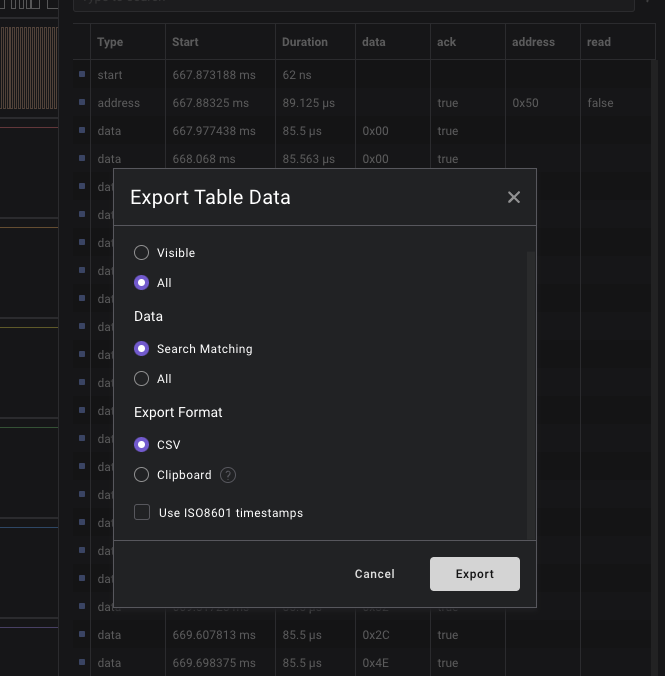 Type to search
Type Start Duration data ack address read
start 667.873188 ms 62 ns
address 667.88325 ms 89.125 µs true 0x50 false
data 667.977438 ms 85.5 µs 0x00 true
data 668.068 ms 85.563 µs 0x00 true
Export Table Data
Visible
All
Data
Search Matching
All
Export Format
CSV
Clipboard ?
Use ISO8601 timestamps
Cancel Export
data 669.607813 ms 85.5 µs 0x2C true
data 669.698375 ms 85.5 µs 0x4E true